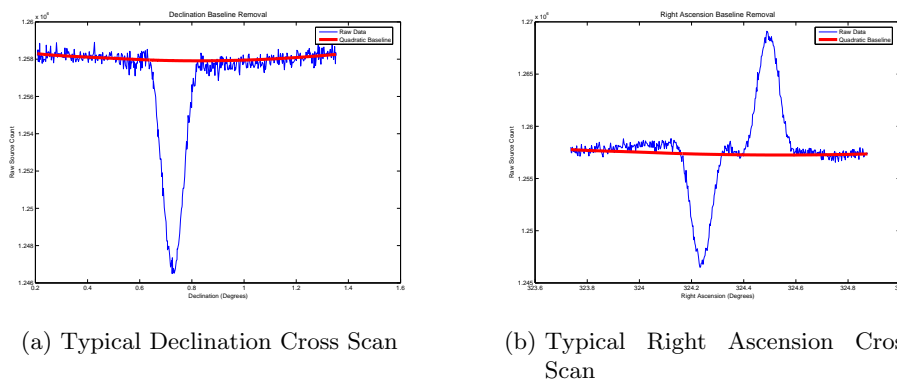 Declination Baseline Removal
1.26 x 10^6
Raw Data
Quadratic Baseline
1.258
1.256
1.254
1.252
1.25
1.248
1.246
Raw Source Count
0.2 0.4 0.6 0.8 1 1.2 1.4 1.6
Declination (Degrees)
(a) Typical Declination Cross Scan
Right Ascension Baseline Removal
1.27
Raw Data
Quadratic Baseline
1.265
1.26
1.255
1.25
1.245
Raw Source Count
323.6 323.8 324 324.2 324.4 324.6 324.8
Right Ascension (Degrees)
(b) Typical Right Ascension Cros
Scan